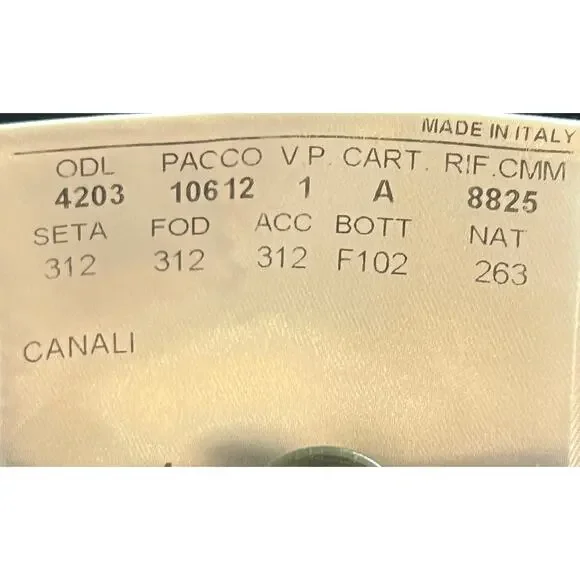 MADE IN ITALY
ODL PACCO V.P. CART. RIF.CMM
4203 10612 1 A 8825
SETA FOD ACC BOTT NAT
312 312 312 F102 263
CANALI